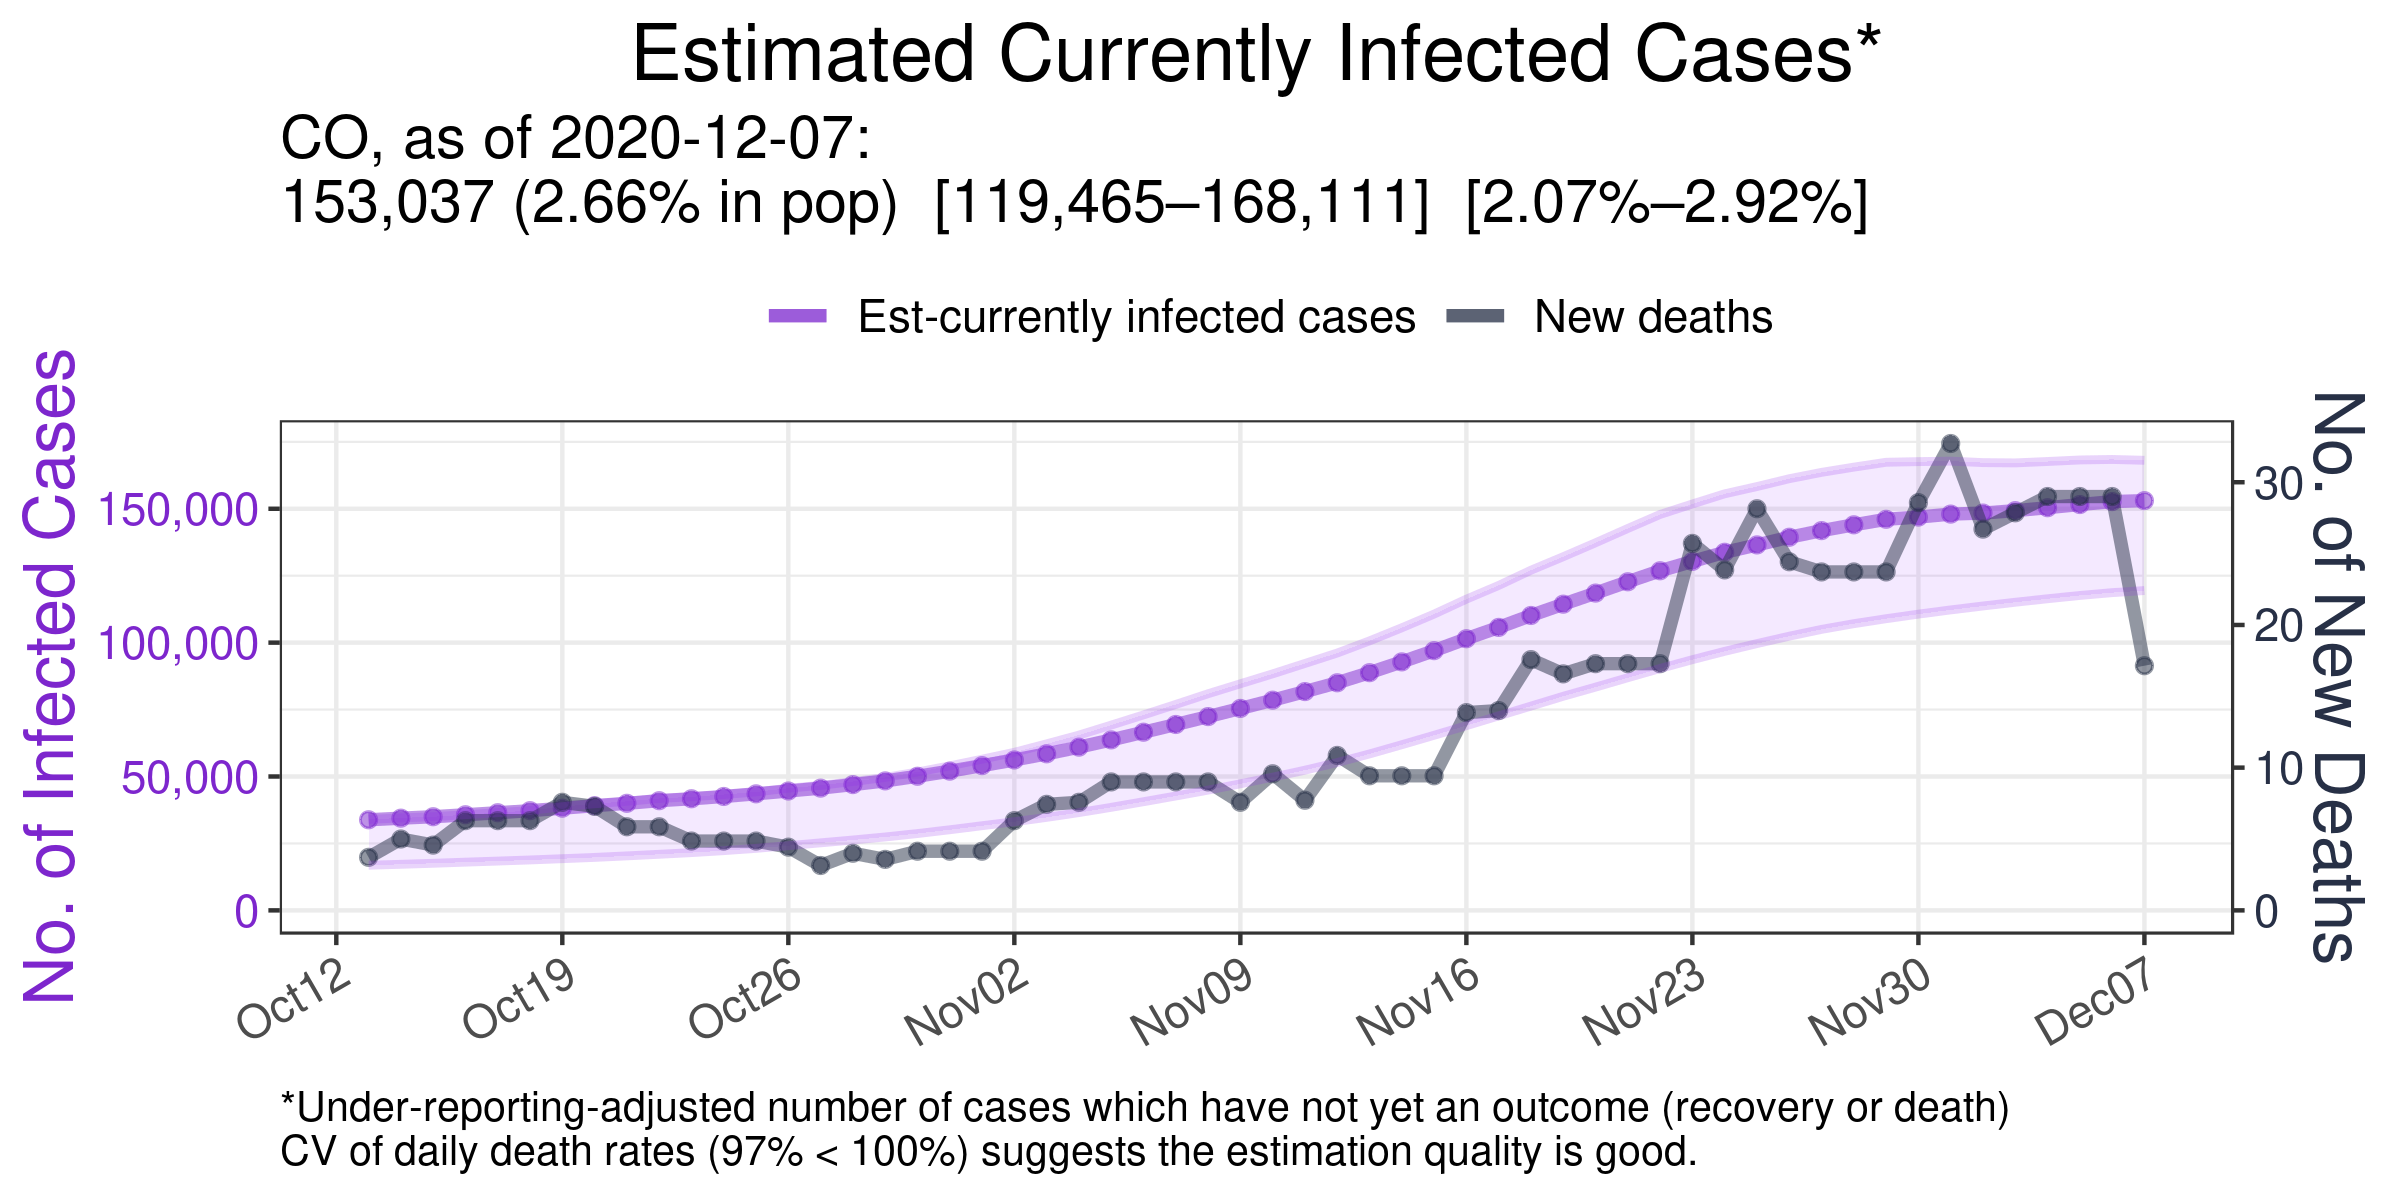 Estimated Currently Infected Cases*
CO, as of 2020-12-07:
153,037 (2.66% in pop)  [119,465–168,111]  [2.07%–2.92%]
Est-currently infected cases
New deaths
No. of Infected Cases
150,000
100,000
50,000
0
30
20
10
0
No. of New Deaths
Oct12
Oct19
Oct26
Nov02
Nov09
Nov16
Nov23
Nov30
Dec07
*Under-reporting-adjusted number of cases which have not yet an outcome (recovery or death)
CV of daily death rates (97% < 100%) suggests the estimation quality is good.